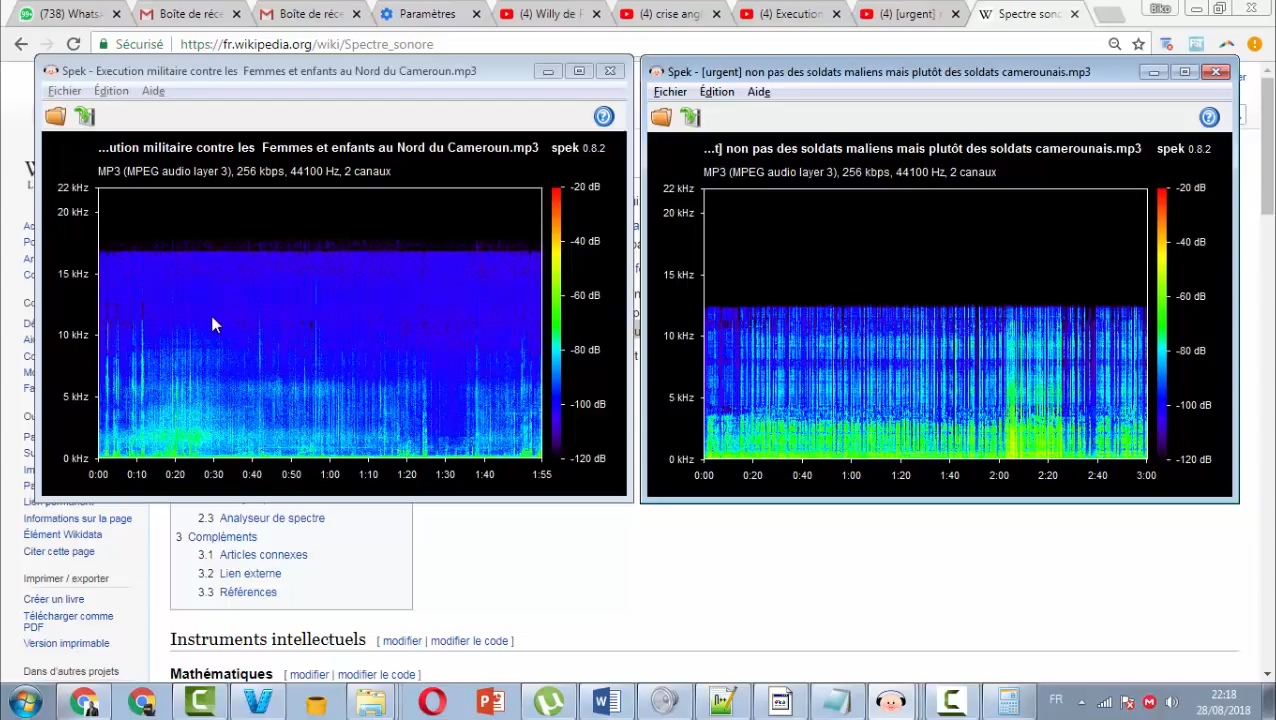 (738) WhatsA
Boîte de réce
Boîte de réce
Paramètres
(4) Willy de F
(4) crise angl
(4) Execution
(4) [urgent] n
Spectre sono
Bike
Sécurisé
https://fr.wikipedia.org/wiki/Spectre_sonore
Spek - Execution militaire contre les Femmes et enfants au Nord du Cameroun.mp3
Fichier Édition Aide
...ution militaire contre les Femmes et enfants au Nord du Cameroun.mp3 spek 0.8.2
MP3 (MPEG audio layer 3), 256 kbps, 44100 Hz, 2 canaux
22 kHz
20 kHz
15 kHz
10 kHz
5 kHz
0 kHz
-20 dB
-40 dB
-60 dB
-80 dB
-100 dB
-120 dB
0:00 0:10 0:20 0:30 0:40 0:50 1:00 1:10 1:20 1:30 1:40 1:55
Spek - [urgent] non pas des soldats maliens mais plutôt des soldats camerounais.mp3
Fichier Édition Aide
...t] non pas des soldats maliens mais plutôt des soldats camerounais.mp3 spek 0.8.2
MP3 (MPEG audio layer 3), 256 kbps, 44100 Hz, 2 canaux
22 kHz
20 kHz
15 kHz
10 kHz
5 kHz
0 kHz
-20 dB
-40 dB
-60 dB
-80 dB
-100 dB
-120 dB
0:00 0:20 0:40 1:00 1:20 1:40 2:00 2:20 2:40 3:00
Lien permanent
Informations sur la page
Élément Wikidata
Citer cette page
Imprimer / exporter
Créer un livre
Télécharger comme
PDF
Version imprimable
Dans d'autres projets
2.3 Analyseur de spectre
3 Compléments
3.1 Articles connexes
3.2 Lien externe
3.3 Références
Instruments intellectuels [ modifier | modifier le code ]
Mathématiques [ modifier | modifier le code ]
FR
22:18
28/08/2018